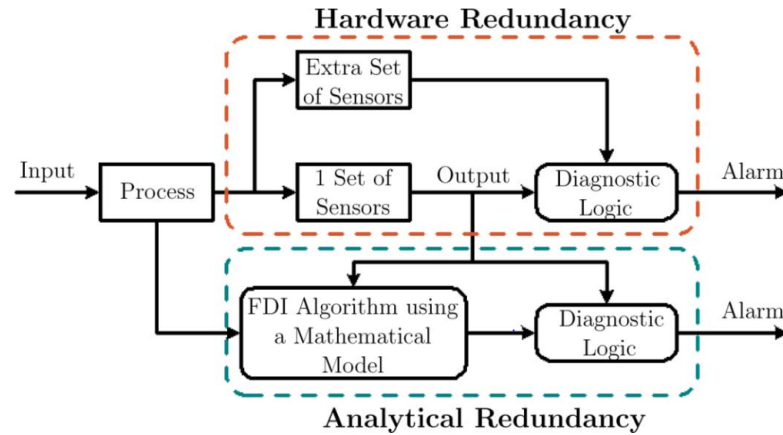 Hardware Redundancy
Extra Set
of Sensors
Input
Process
1 Set of
Sensors
Output
Diagnostic
Logic
Alarm
FDI Algorithm using
a Mathematical
Model
Diagnostic
Logic
Alarm
Analytical Redundancy